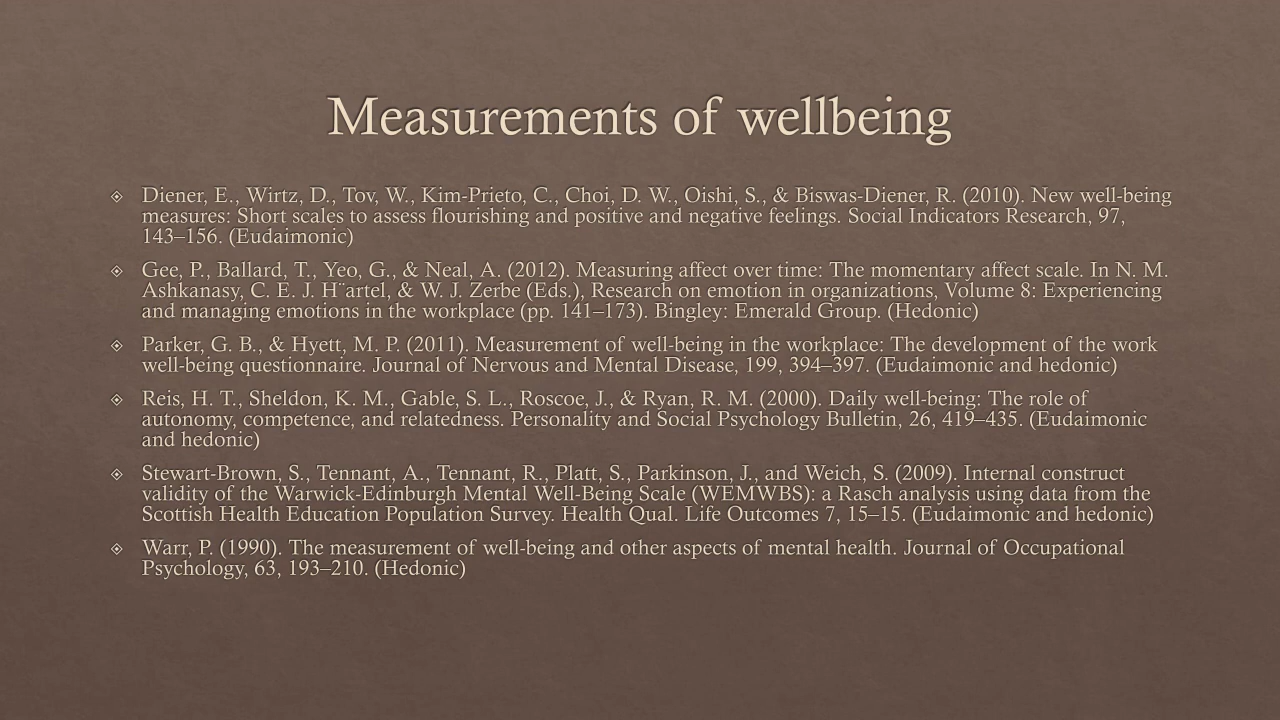 Measurements of wellbeing
Diener, E., Wirtz, D., Tov, W., Kim-Prieto, C., Choi, D. W., Oishi, S., & Biswas-Diener, R. (2010). New well-being
measures: Short scales to assess flourishing and positive and negative feelings. Social Indicators Research, 97,
143–156. (Eudaimonic)
Gee, P., Ballard, T., Yeo, G., & Neal, A. (2012). Measuring affect over time: The momentary affect scale. In N. M.
Ashkanasy, C. E. J. H¨artel, & W. J. Zerbe (Eds.), Research on emotion in organizations, Volume 8: Experiencing
and managing emotions in the workplace (pp. 141–173). Bingley: Emerald Group. (Hedonic)
Parker, G. B., & Hyett, M. P. (2011). Measurement of well-being in the workplace: The development of the work
well-being questionnaire. Journal of Nervous and Mental Disease, 199, 394–397. (Eudaimonic and hedonic)
Reis, H. T., Sheldon, K. M., Gable, S. L., Roscoe, J., & Ryan, R. M. (2000). Daily well-being: The role of
autonomy, competence, and relatedness. Personality and Social Psychology Bulletin, 26, 419–435. (Eudaimonic
and hedonic)
Stewart-Brown, S., Tennant, A., Tennant, R., Platt, S., Parkinson, J., and Weich, S. (2009). Internal construct
validity of the Warwick-Edinburgh Mental Well-Being Scale (WEMWBS): a Rasch analysis using data from the
Scottish Health Education Population Survey. Health Qual. Life Outcomes 7, 15–15. (Eudaimonic and hedonic)
Warr, P. (1990). The measurement of well-being and other aspects of mental health. Journal of Occupational
Psychology, 63, 193–210. (Hedonic)